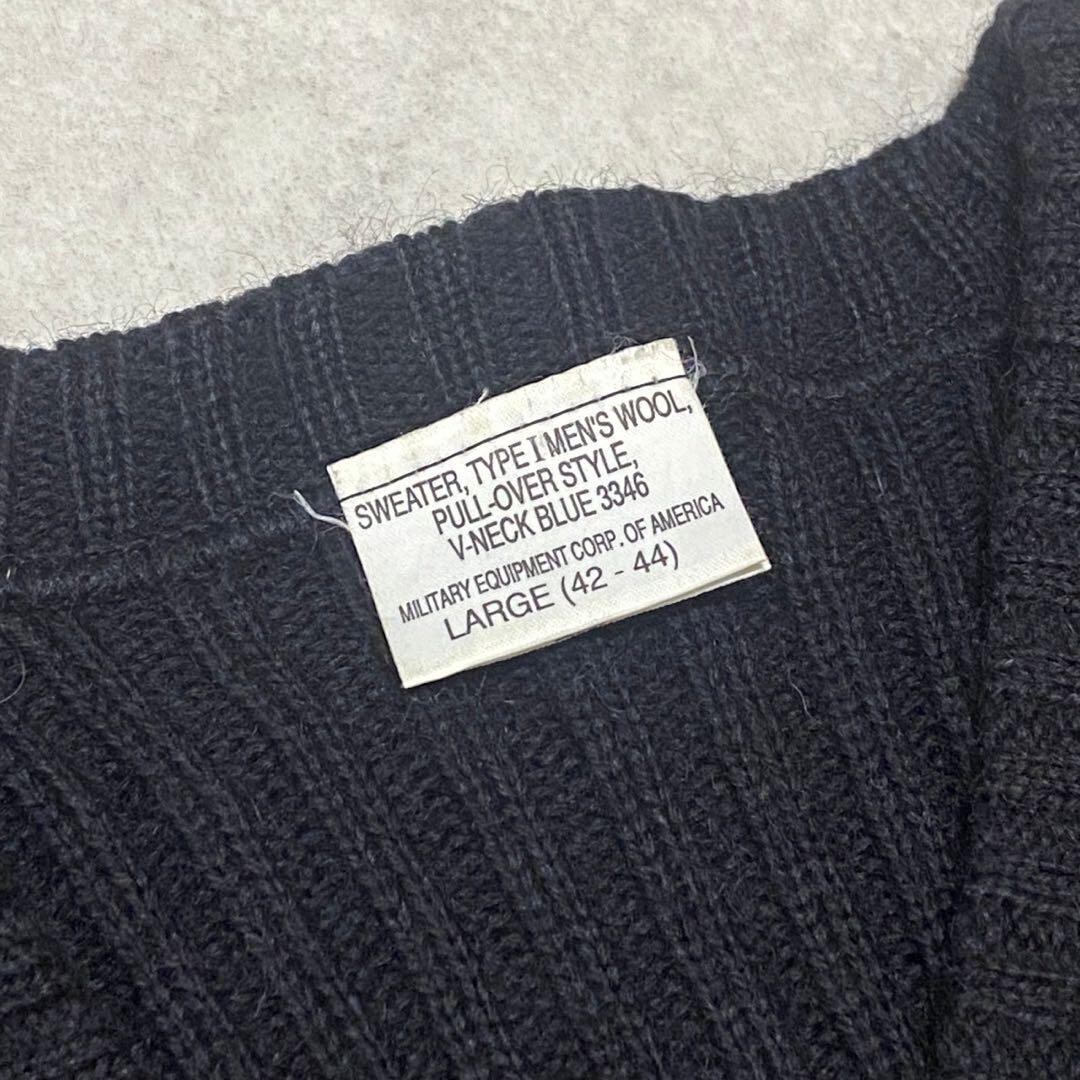 SWEATER, TYPE I MEN'S WOOL,
PULL-OVER STYLE,
V-NECK BLUE 3346
MILITARY EQUIPMENT CORP. OF AMERICA
LARGE (42 - 44)